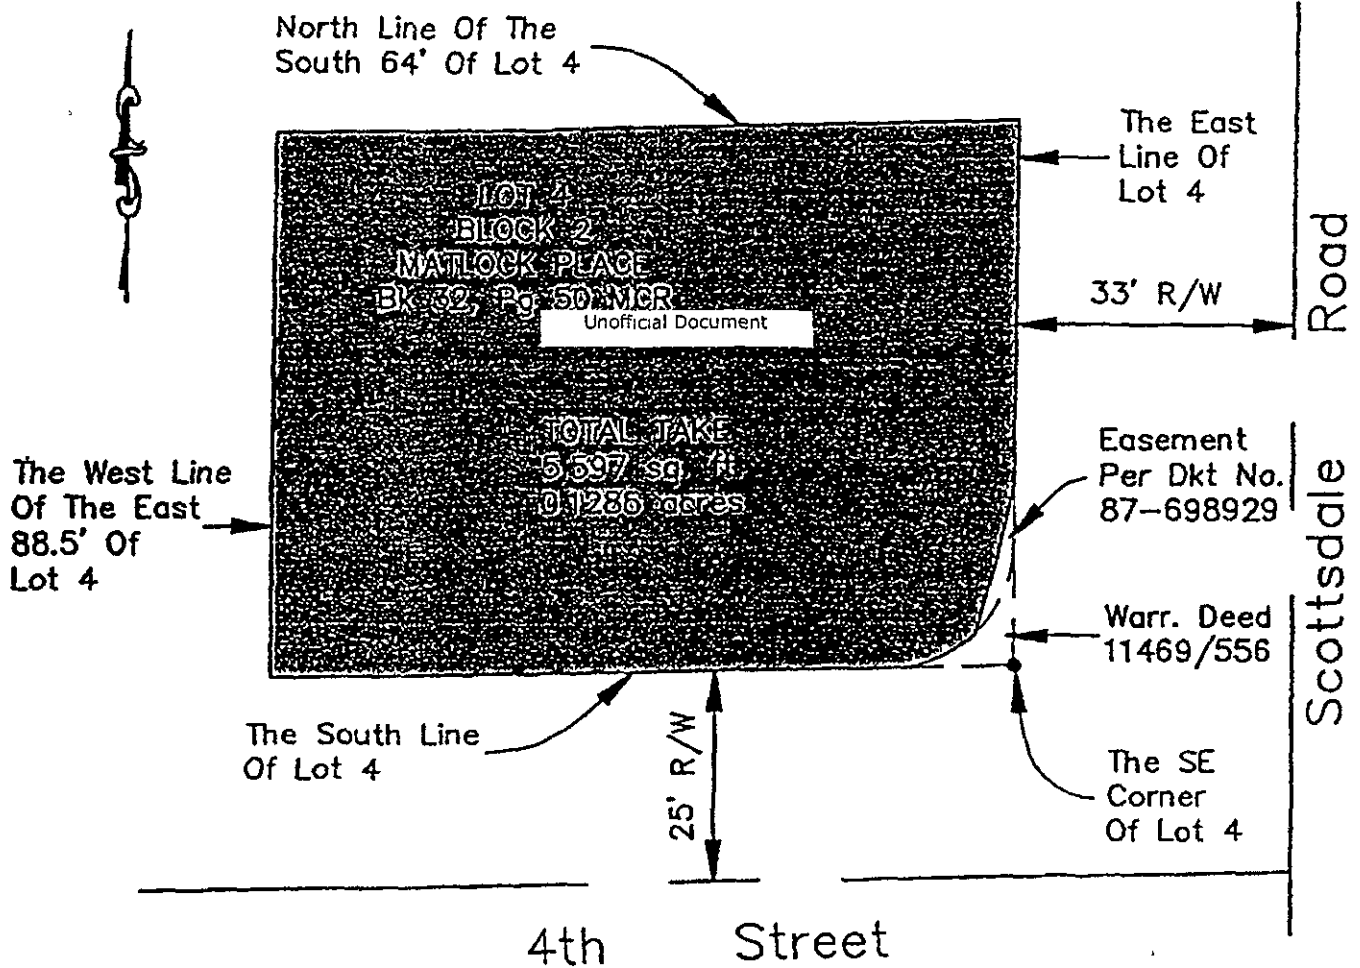 North Line Of The
South 64' Of Lot 4
The East
Line Of
Lot 4
LOT 4
BLOCK 2
MATLOCK PLACE
Bk 32, Pg 50 MCR
Unofficial Document
33' R/W
Road
TOTAL TAKE
5,597 sq. ft.
0.1286 acres
The West Line
Of The East
88.5' Of
Lot 4
Easement
Per Dkt No.
87-698929
Warr. Deed
11469/556
Scottsdale
The South Line
Of Lot 4
25' R/W
The SE
Corner
Of Lot 4
4th Street